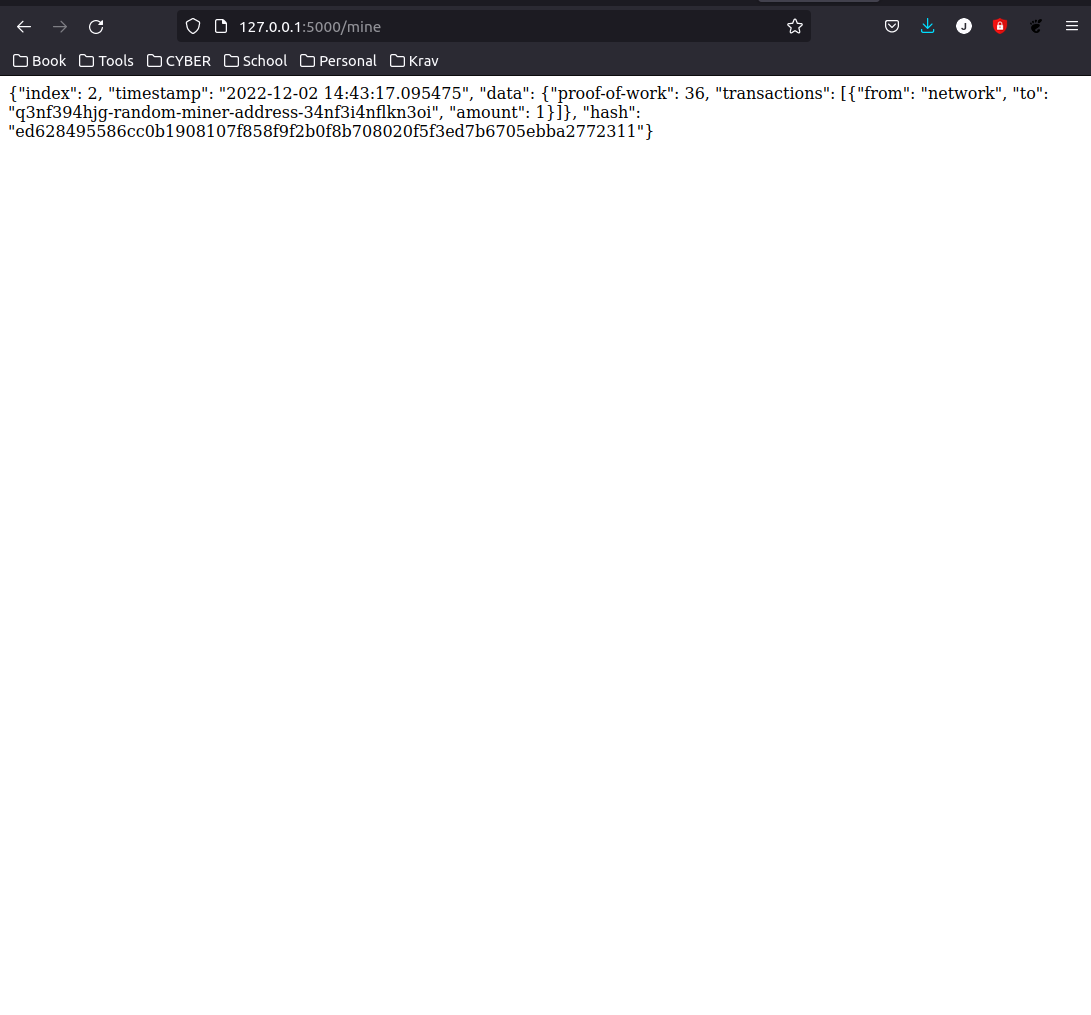 127.0.0.1:5000/mine
J
Book Tools CYBER School Personal Krav
{"index": 2, "timestamp": "2022-12-02 14:43:17.095475", "data": {"proof-of-work": 36, "transactions": [{"from": "network", "to":
"q3nf394hjg-random-miner-address-34nf3i4nflkn3oi", "amount": 1}]}, "hash":
"ed628495586cc0b1908107f858f9f2b0f8b708020f5f3ed7b6705ebba2772311"}